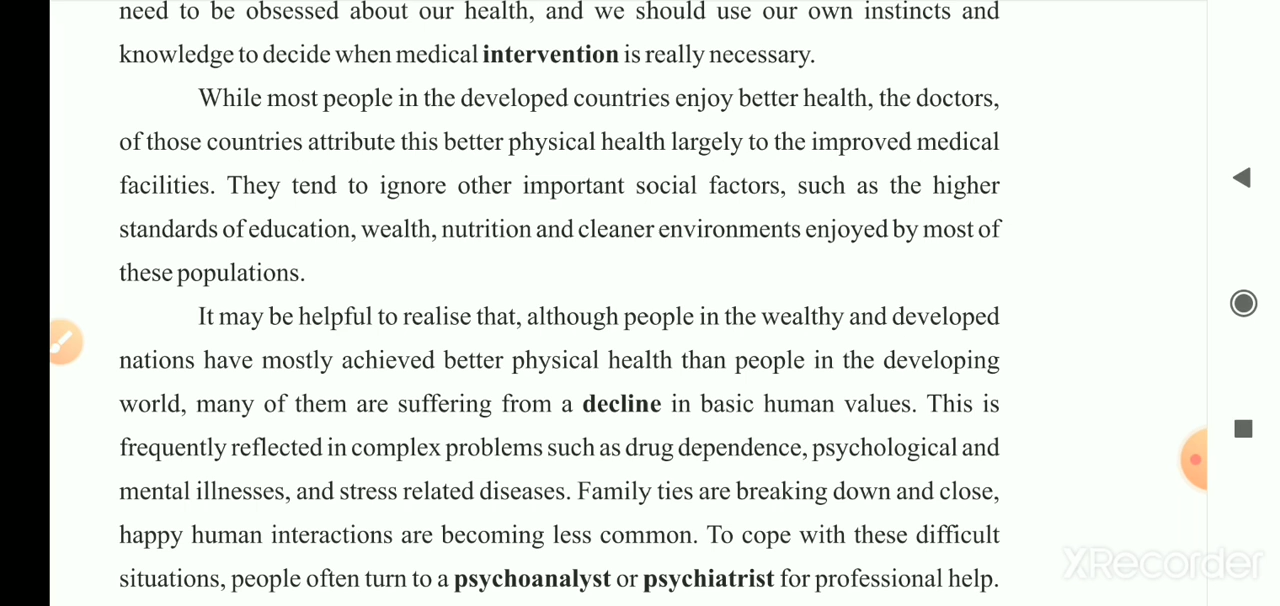 need to be obsessed about our health, and we should use our own instincts and
knowledge to decide when medical intervention is really necessary.
While most people in the developed countries enjoy better health, the doctors,
of those countries attribute this better physical health largely to the improved medical
facilities. They tend to ignore other important social factors, such as the higher
standards of education, wealth, nutrition and cleaner environments enjoyed by most of
these populations.
It may be helpful to realise that, although people in the wealthy and developed
nations have mostly achieved better physical health than people in the developing
world, many of them are suffering from a decline in basic human values. This is
frequently reflected in complex problems such as drug dependence, psychological and
mental illnesses, and stress related diseases. Family ties are breaking down and close,
happy human interactions are becoming less common. To cope with these difficult
situations, people often turn to a psychoanalyst or psychiatrist for professional help.
XRecorder